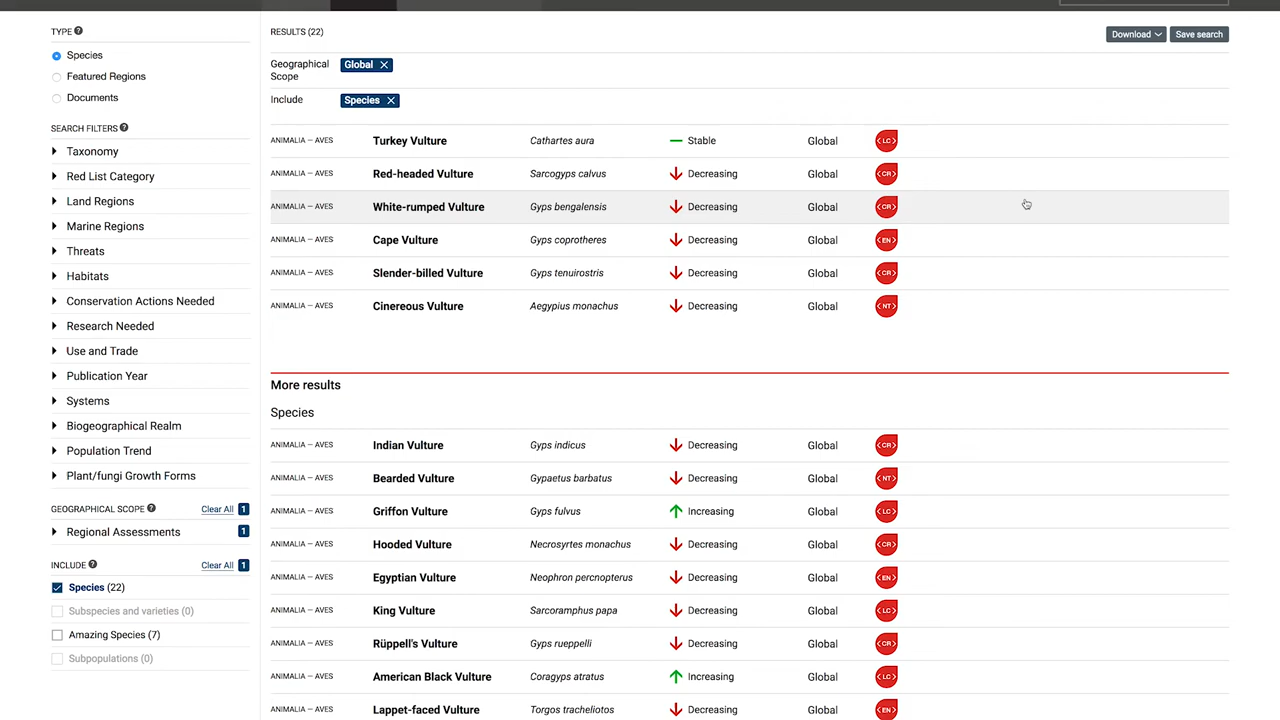 TYPE ?
Species
Featured Regions
Documents
SEARCH FILTERS ?
Taxonomy
Red List Category
Land Regions
Marine Regions
Threats
Habitats
Conservation Actions Needed
Research Needed
Use and Trade
Publication Year
Systems
Biogeographical Realm
Population Trend
Plant/fungi Growth Forms
GEOGRAPHICAL SCOPE ? Clear All 1
Regional Assessments 1
INCLUDE ? Clear All 1
Species (22)
Subspecies and varieties (0)
Amazing Species (7)
Subpopulations (0)
RESULTS (22) Download Save search
Geographical Scope Global
Include Species
ANIMALIA — AVES Turkey Vulture Cathartes aura Stable Global <LC>
ANIMALIA — AVES Red-headed Vulture Sarcogyps calvus Decreasing Global <CR>
ANIMALIA — AVES White-rumped Vulture Gyps bengalensis Decreasing Global <CR>
ANIMALIA — AVES Cape Vulture Gyps coprotheres Decreasing Global <EN>
ANIMALIA — AVES Slender-billed Vulture Gyps tenuirostris Decreasing Global <CR>
ANIMALIA — AVES Cinereous Vulture Aegypius monachus Decreasing Global <NT>
More results
Species
ANIMALIA — AVES Indian Vulture Gyps indicus Decreasing Global <CR>
ANIMALIA — AVES Bearded Vulture Gypaetus barbatus Decreasing Global <NT>
ANIMALIA — AVES Griffon Vulture Gyps fulvus Increasing Global <LC>
ANIMALIA — AVES Hooded Vulture Necrosyrtes monachus Decreasing Global <CR>
ANIMALIA — AVES Egyptian Vulture Neophron percnopterus Decreasing Global <EN>
ANIMALIA — AVES King Vulture Sarcoramphus papa Decreasing Global <LC>
ANIMALIA — AVES Rüppell's Vulture Gyps rueppelli Decreasing Global <CR>
ANIMALIA — AVES American Black Vulture Coragyps atratus Increasing Global <LC>
ANIMALIA — AVES Lappet-faced Vulture Torgos tracheliotos Decreasing Global <EN>